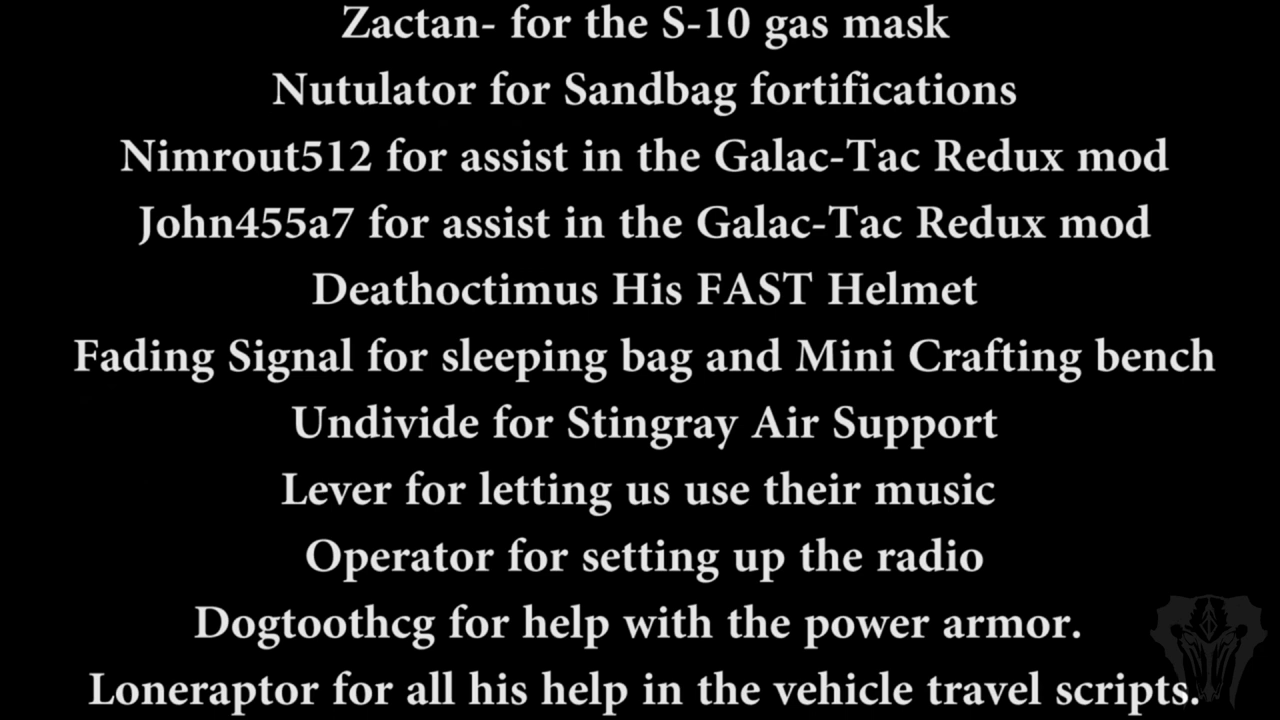 Zactan- for the S-10 gas mask
Nutulator for Sandbag fortifications
Nimrout512 for assist in the Galac-Tac Redux mod
John455a7 for assist in the Galac-Tac Redux mod
Deathoctimus His FAST Helmet
Fading Signal for sleeping bag and Mini Crafting bench
Undivide for Stingray Air Support
Lever for letting us use their music
Operator for setting up the radio
Dogtoothcg for help with the power armor.
Loneraptor for all his help in the vehicle travel scripts.